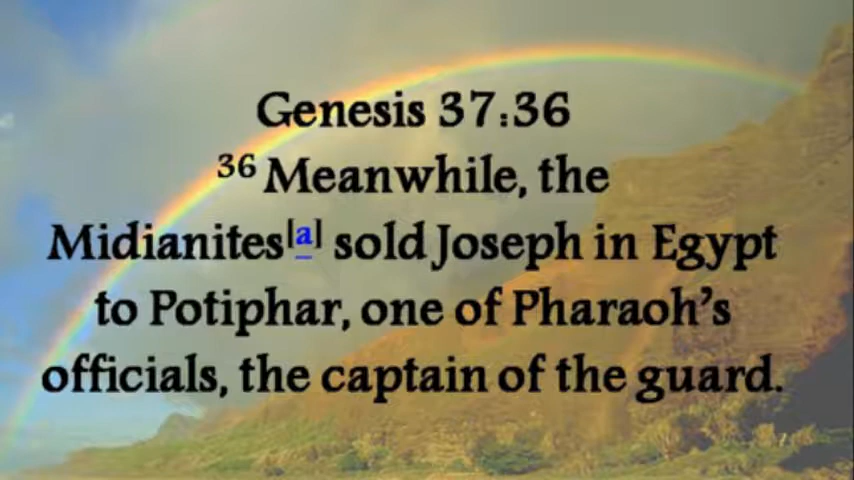 Genesis 37:36
36 Meanwhile, the
Midianites[a] sold Joseph in Egypt
to Potiphar, one of Pharaoh's
officials, the captain of the guard.